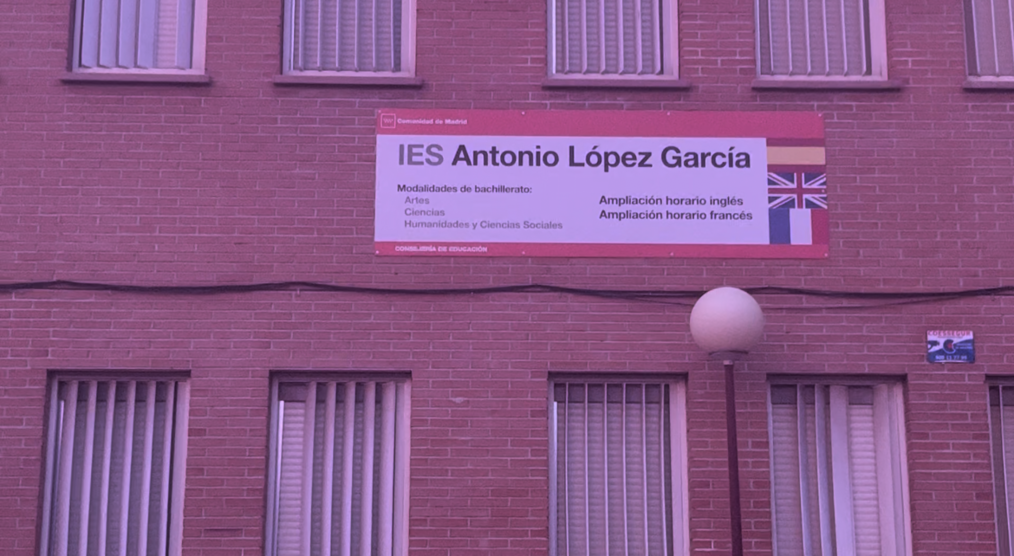 Comunidad de Madrid
IES Antonio López García
Modalidades de bachillerato:
Artes
Ciencias
Humanidades y Ciencias Sociales
Ampliación horario inglés
Ampliación horario francés
CONSEJERÍA DE EDUCACIÓN